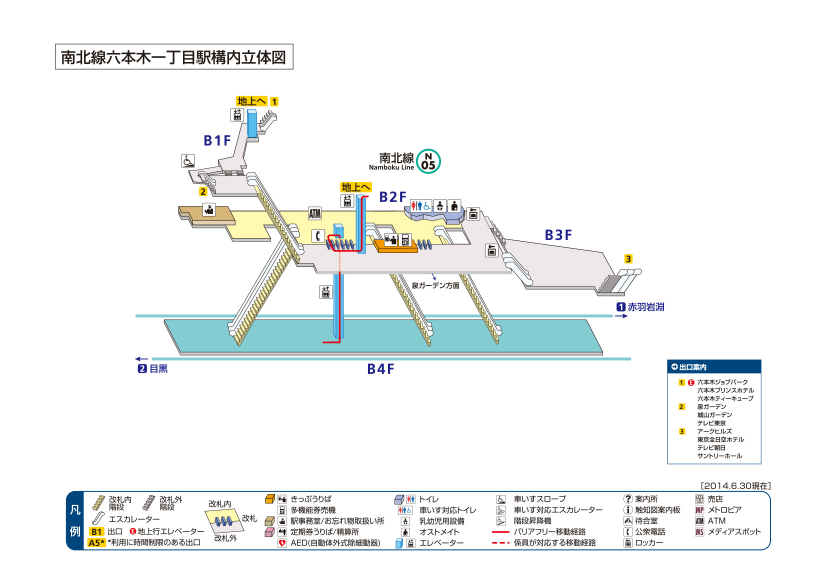 南北線六本木一丁目駅構内立体図
地上へ 1
B1F
南北線
Namboku Line
N
05
2
地上へ
B2F
ATM
B3F
3
泉ガーデン方面
1 赤羽岩淵
2 目黒
B4F
出口案内
1 E 六本木ジョブパーク
六本木プリンスホテル
六本木ティーキューブ
2 泉ガーデン
城山ガーデン
テレビ東京
3 アークヒルズ
東京全日空ホテル
テレビ朝日
サントリーホール
[2014.6.30現在]
凡例
改札内階段
改札外階段
エスカレーター
B1 出口 E 地上行エレベーター
A5* *利用に時間制限のある出口
改札内
改札
改札外
きっぷうりば
多機能券売機
駅事務室/お忘れ物取扱い所
定期券うりば/精算所
AED(自動体外式除細動器)
トイレ
車いす対応トイレ
乳幼児用設備
オストメイト
エレベーター
車いすスロープ
車いす対応エスカレーター
階段昇降機
バリアフリー移動経路
係員が対応する移動経路
? 案内所
触知図案内板
待合室
公衆電話
ロッカー
売店
MP メトロピア
ATM ATM
MS メディアスポット